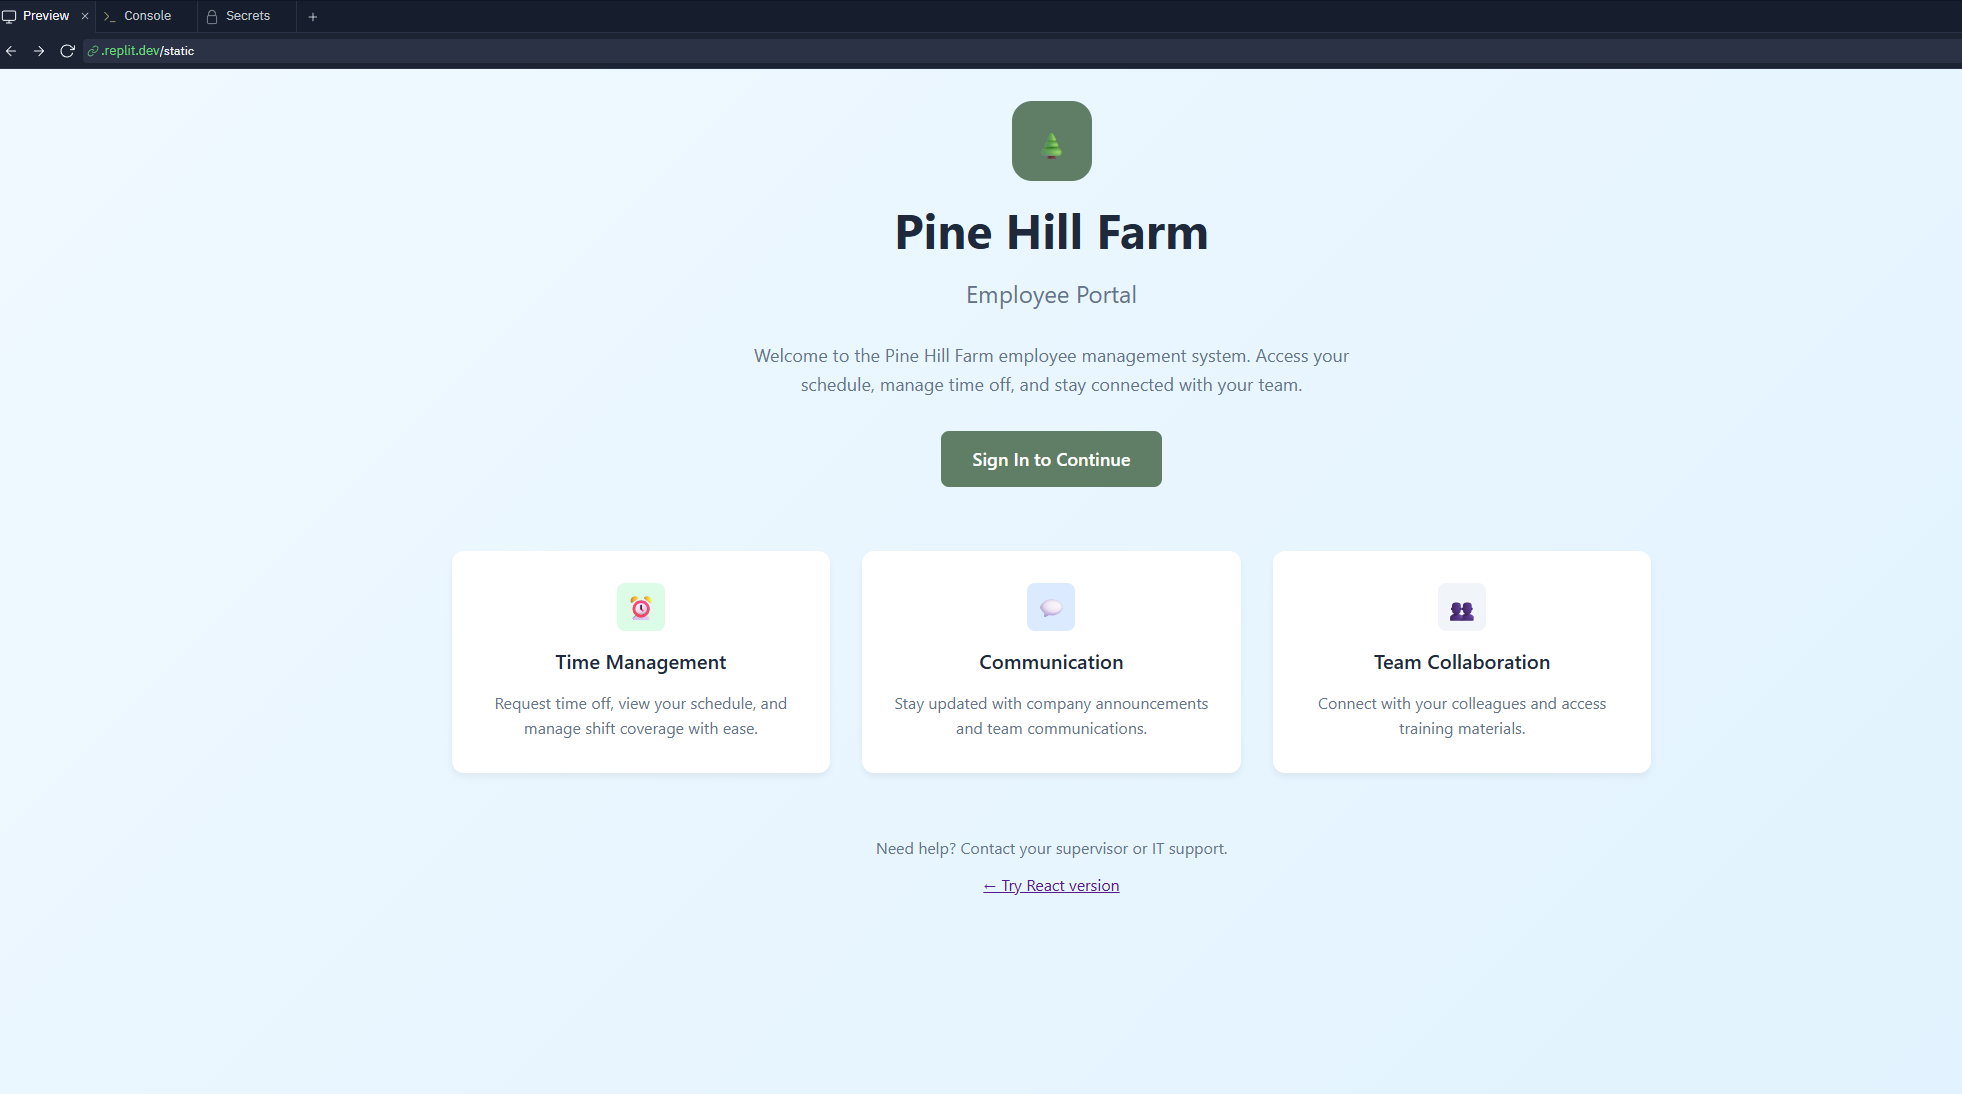 Preview
Console
Secrets
.replit.dev/static
Pine Hill Farm
Employee Portal
Welcome to the Pine Hill Farm employee management system. Access your
schedule, manage time off, and stay connected with your team.
Sign In to Continue
Time Management
Request time off, view your schedule, and
manage shift coverage with ease.
Communication
Stay updated with company announcements
and team communications.
Team Collaboration
Connect with your colleagues and access
training materials.
Need help? Contact your supervisor or IT support.
← Try React version